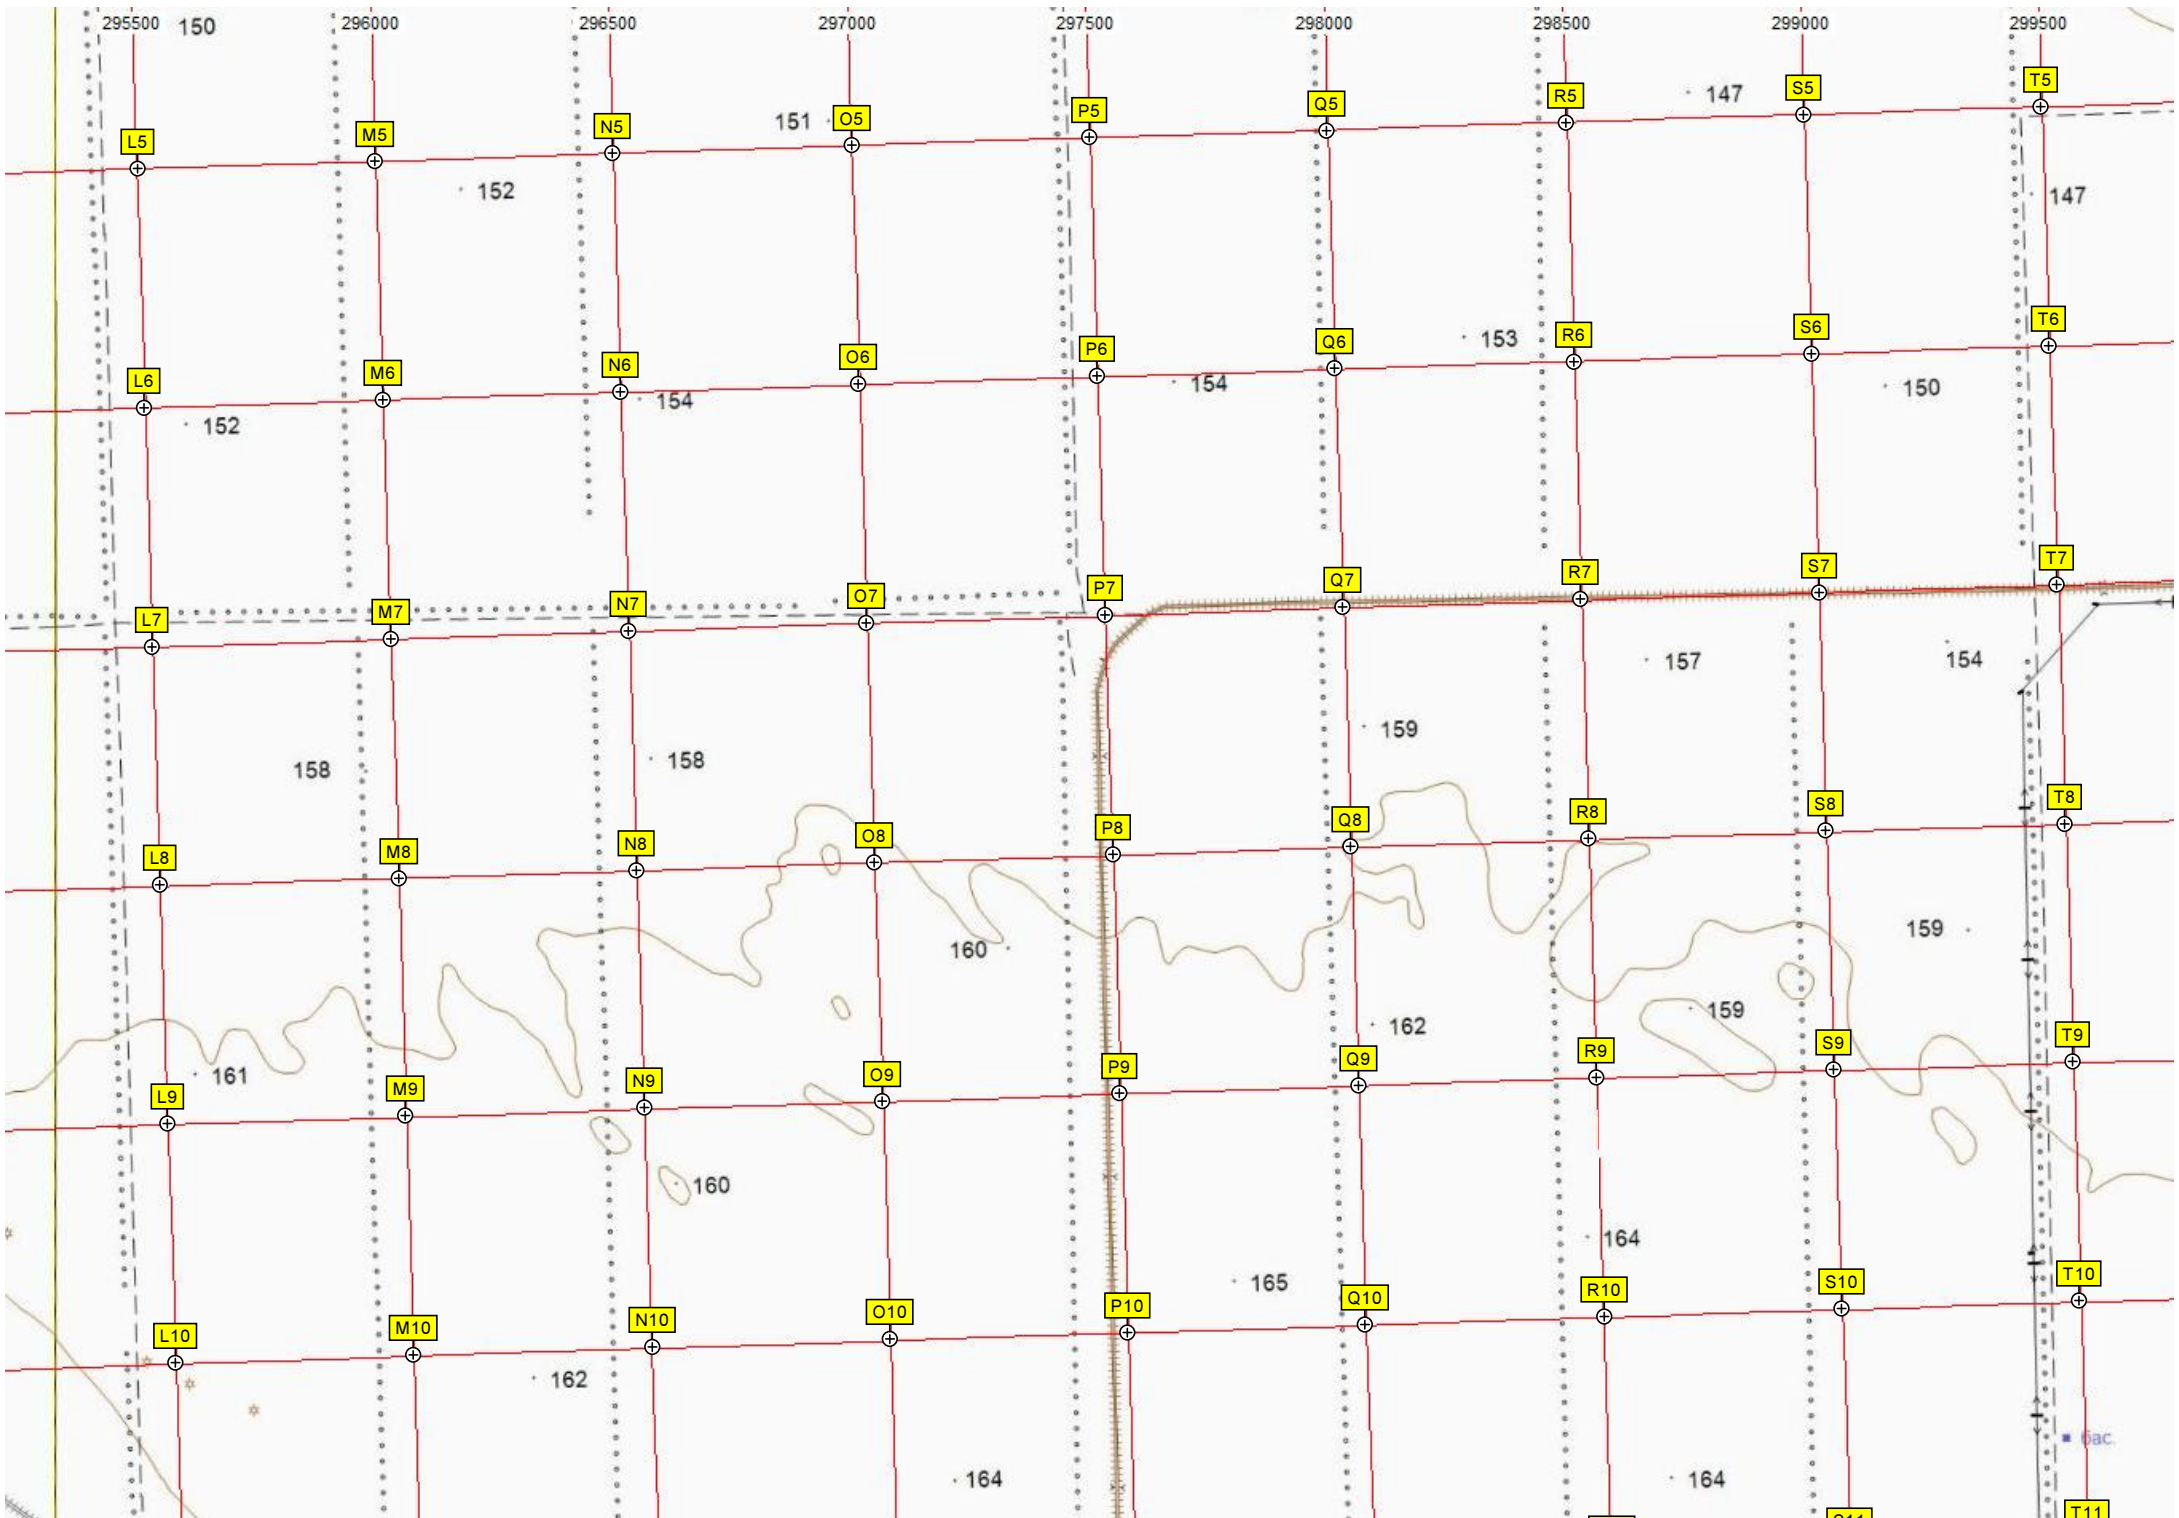 295500 296000 296500 297000 297500 298000 298500 299000 299500
150
T5
S5
147
R5
Q5
P5
O5
151
N5
M5
L5
152
147
T6
S6
R6
153
Q6
P6
O6
N6
M6
L6
154
154
150
152
T7
S7
R7
Q7
P7
O7
N7
M7
L7
157
154
159
158
158
T8
S8
R8
Q8
P8
O8
N8
M8
L8
159
160
159
162
T9
S9
R9
Q9
P9
161
O9
N9
M9
L9
160
164
T10
S10
165
R10
Q10
P10
O10
N10
M10
L10
162
бас.
164
164
T11
S11